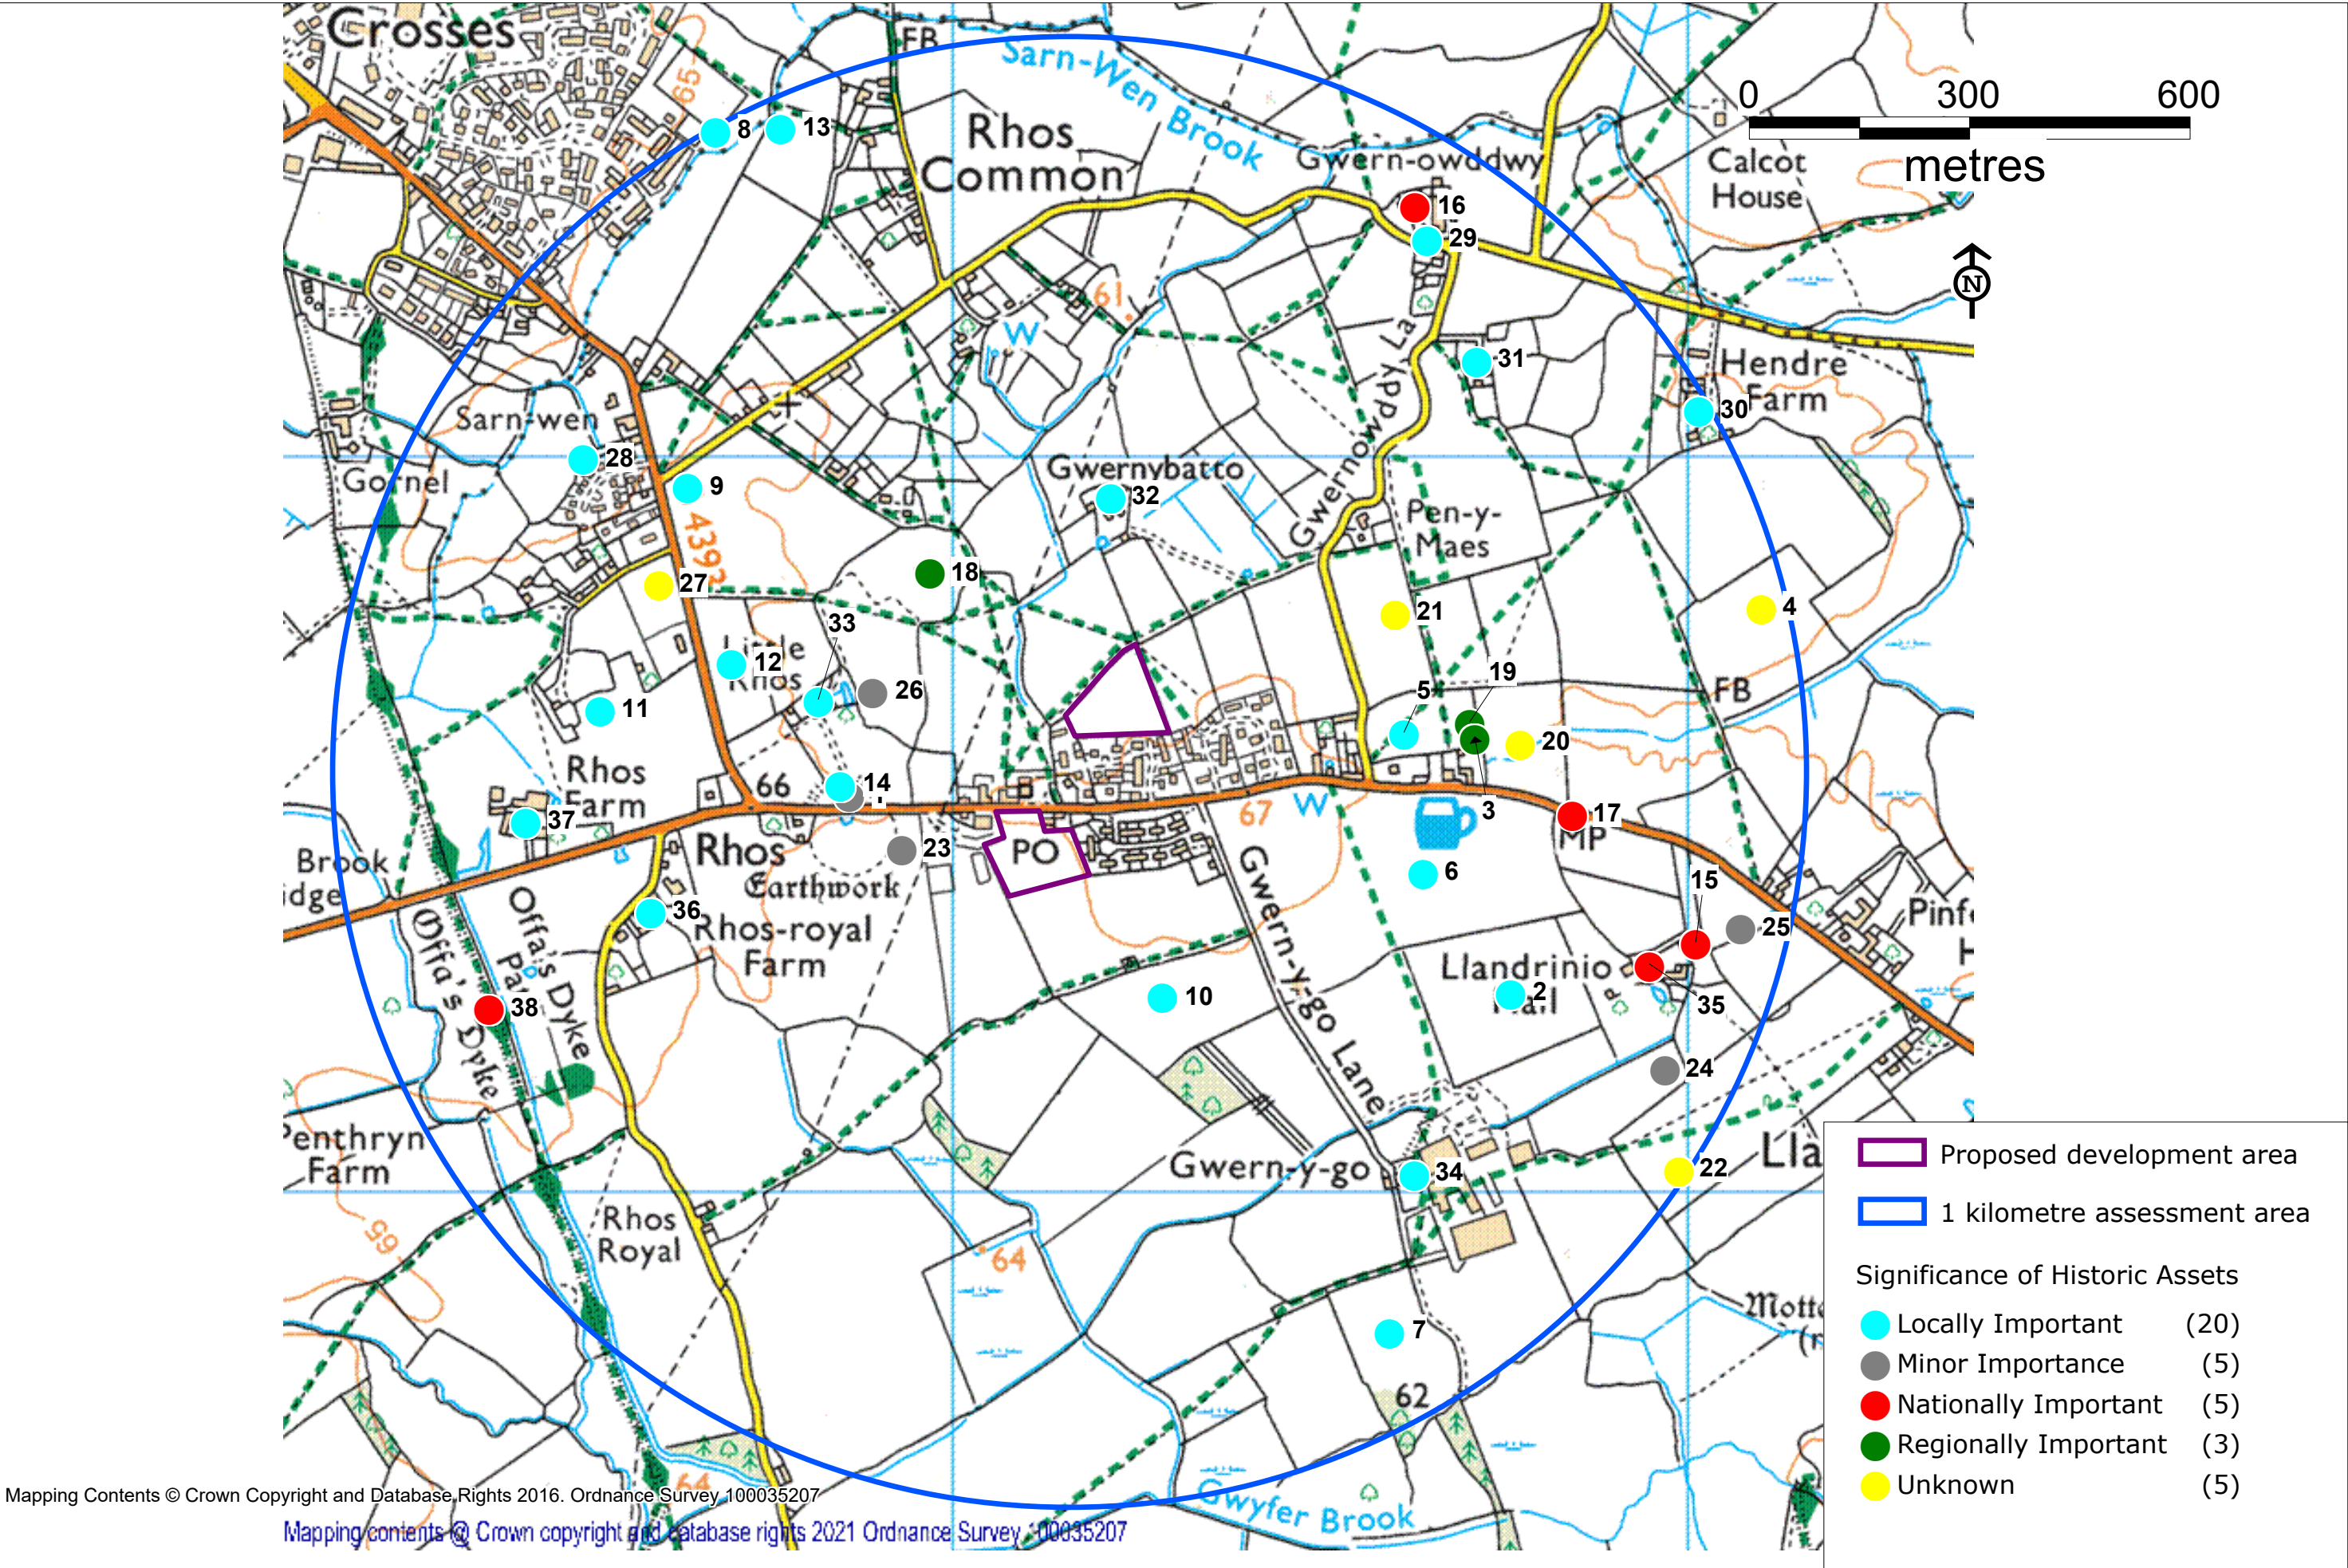 Crosses
FB
Sarn-Wen Brook
65
8
13
Rhos
Common
Gwern-owddwy
0 300 600
metres
Calcot
House
16
29
N
61
W
31
Gwernowddy La
Hendre
Farm
30
Sarn-wen
28
Gornel
9
4392
Gwernybatto
32
Pen-y-
Maes
18
27
21
4
33
Little
Rhos
12
26
11
19
5
FB
20
Rhos
Farm
66
14
37
3
67
W
17
MP
23
PO
Rhos
Earthwork
Brook
idge
6
36
Rhos-royal
Farm
Offa's Dyke
Offa's Dyke
Pa
38
Gwern-y-go Lane
10
15
25
Pinf
H
Llandrinio
Hall
2
35
24
Penthryn
Farm
65
Gwern-y-go
34
22
Lla
Rhos
Royal
64
7
Mott
(r
62
64
Gwyfer Brook
Proposed development area
1 kilometre assessment area
Significance of Historic Assets
Locally Important (20)
Minor Importance (5)
Nationally Important (5)
Regionally Important (3)
Unknown (5)
Mapping Contents © Crown Copyright and Database Rights 2016. Ordnance Survey 100035207
Mapping contents @ Crown copyright and database rights 2021 Ordnance Survey 100035207